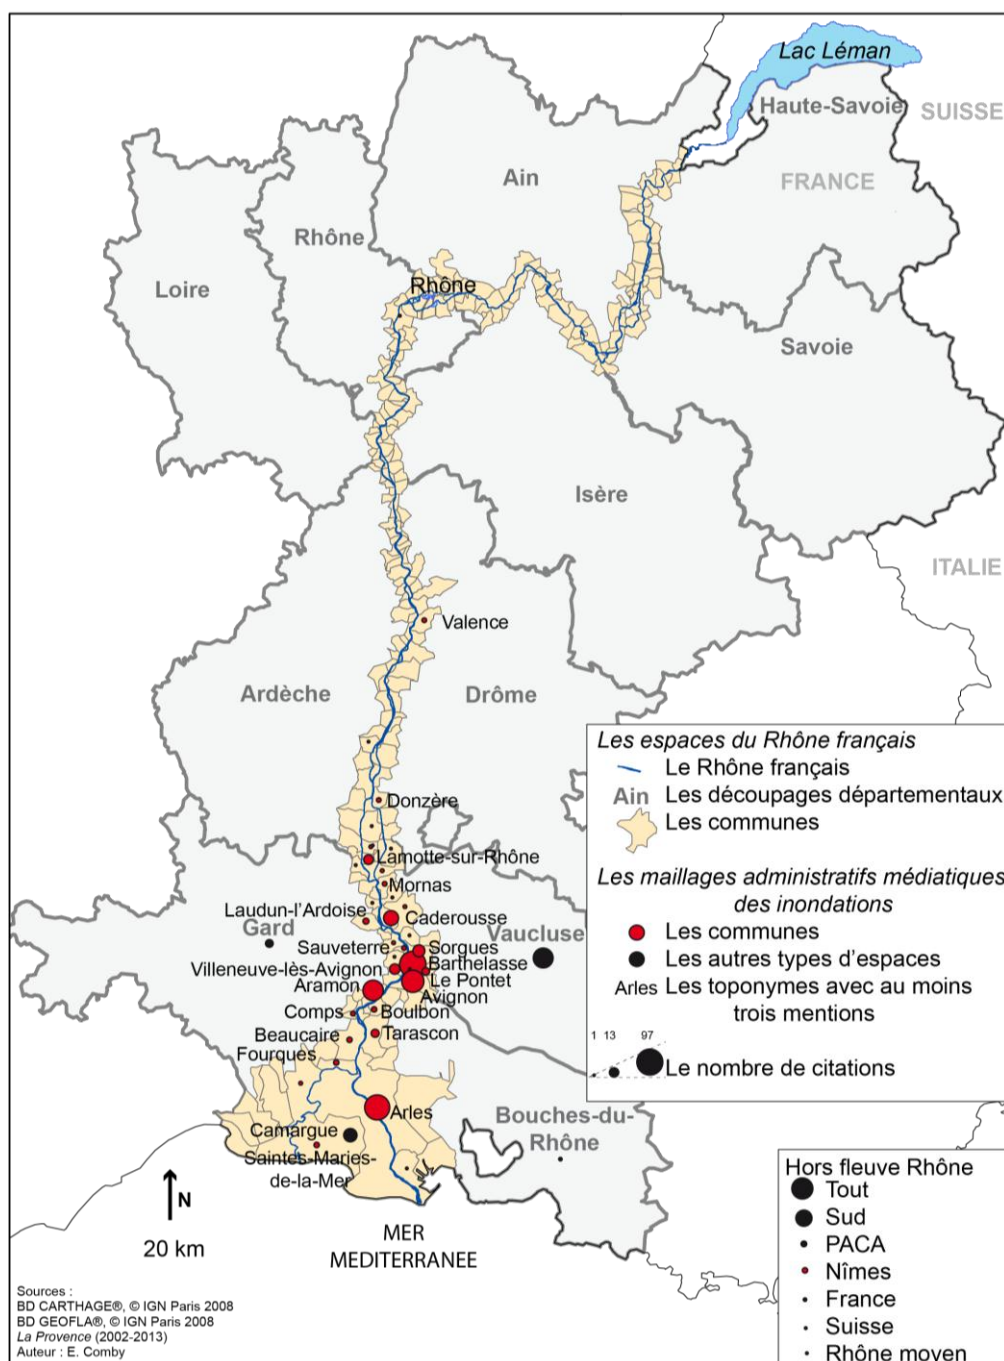 Lac Léman
Haute-Savoie
SUISSE
Ain
FRANCE
Rhône
Loire
Rhône
Savoie
Isère
ITALIE
Valence
Ardèche
Drôme
Donzère
Lamotte-sur-Rhône
Mornas
Laudun-l'Ardoise
Caderousse
Gard
Vaucluse
Sauveterre
Sorgues
Villeneuve-lès-Avignon
Barthelasse
Le Pontet
Aramon
Avignon
Comps
Boulbon
Beaucaire
Tarascon
Fourques
Arles
Camargue
Bouches-du-
Rhône
Saintes-Maries-
de-la-Mer
N
20 km
MER
MEDITERRANEE
Les espaces du Rhône français
Le Rhône français
Ain Les découpages départementaux
Les communes
Les maillages administratifs médiatiques
des inondations
Les communes
Les autres types d'espaces
Arles Les toponymes avec au moins
trois mentions
1 13 97
Le nombre de citations
Hors fleuve Rhône
Tout
Sud
PACA
Nîmes
France
Suisse
Rhône moyen
Sources :
BD CARTHAGE®, © IGN Paris 2008
BD GEOFLA®, © IGN Paris 2008
La Provence (2002-2013)
Auteur : E. Comby